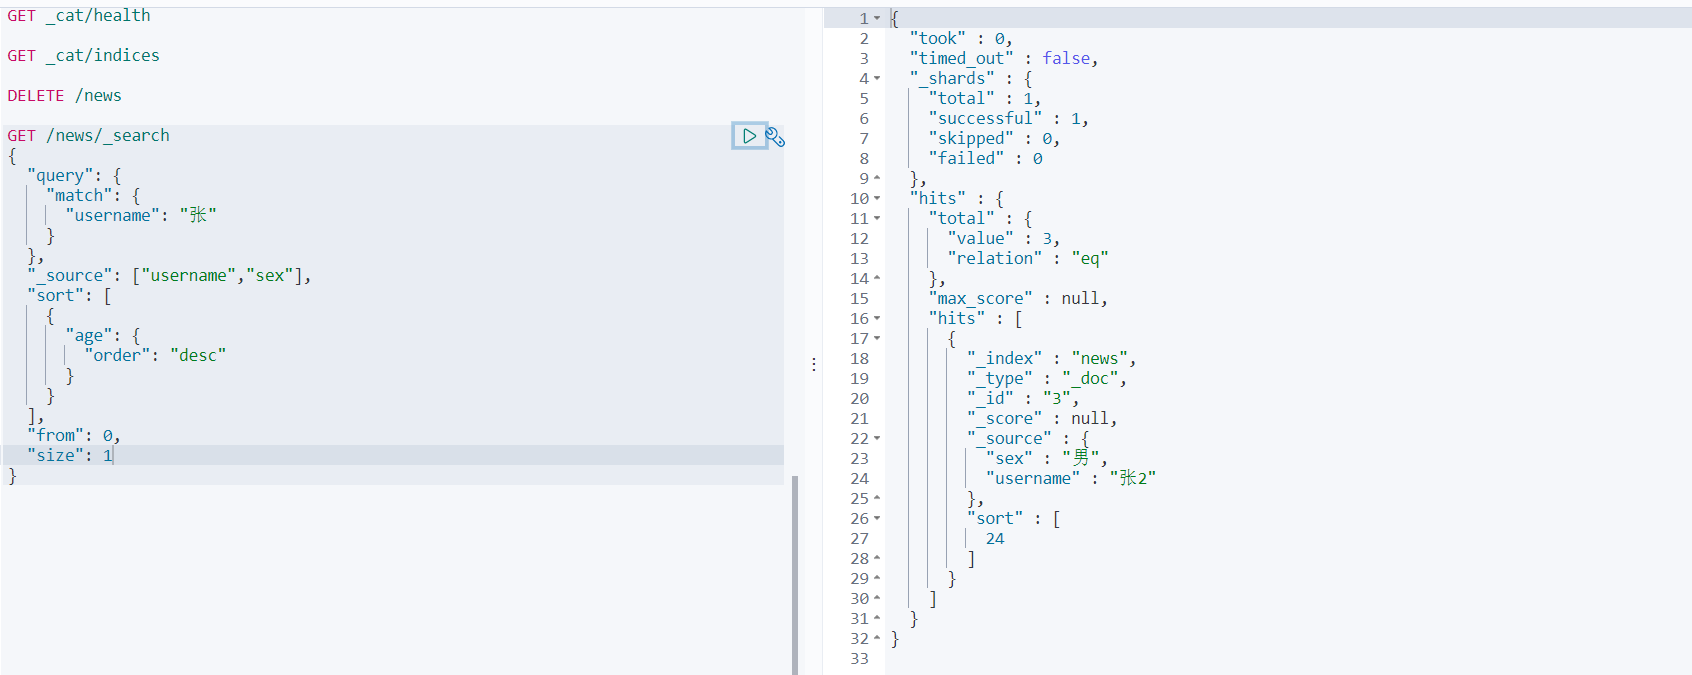 GET _cat/health
GET _cat/indices
DELETE /news
GET /news/_search
{
  "query": {
    "match": {
      "username": "张"
    }
  },
  "_source": ["username","sex"],
  "sort": [
    {
      "age": {
        "order": "desc"
      }
    }
  ],
  "from": 0,
  "size": 1
}
1 {
2   "took" : 0,
3   "timed_out" : false,
4   "_shards" : {
5     "total" : 1,
6     "successful" : 1,
7     "skipped" : 0,
8     "failed" : 0
9   },
10   "hits" : {
11     "total" : {
12       "value" : 3,
13       "relation" : "eq"
14     },
15     "max_score" : null,
16     "hits" : [
17       {
18         "_index" : "news",
19         "_type" : "_doc",
20         "_id" : "3",
21         "_score" : null,
22         "_source" : {
23           "sex" : "男",
24           "username" : "张2"
25         },
26         "sort" : [
27           24
28         ]
29       }
30     ]
31   }
32 }
33